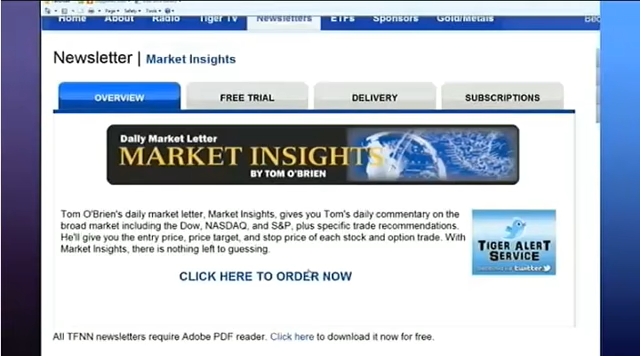 Page Safety Tools
Home About Radio Tiger TV Newsletters ETFs Sponsors Gold/Metals
Newsletter | Market Insights
OVERVIEW FREE TRIAL DELIVERY SUBSCRIPTIONS
Daily Market Letter
MARKET INSIGHTS
BY TOM O'BRIEN
Tom O'Brien's daily market letter, Market Insights, gives you Tom's daily commentary on the
broad market including the Dow, NASDAQ, and S&P, plus specific trade recommendations.
He'll give you the entry price, price target, and stop price of each stock and option trade. With
Market Insights, there is nothing left to guessing.
TIGER ALERT
SERVICE
twitter
CLICK HERE TO ORDER NOW
All TFNN newsletters require Adobe PDF reader. Click here to download it now for free.